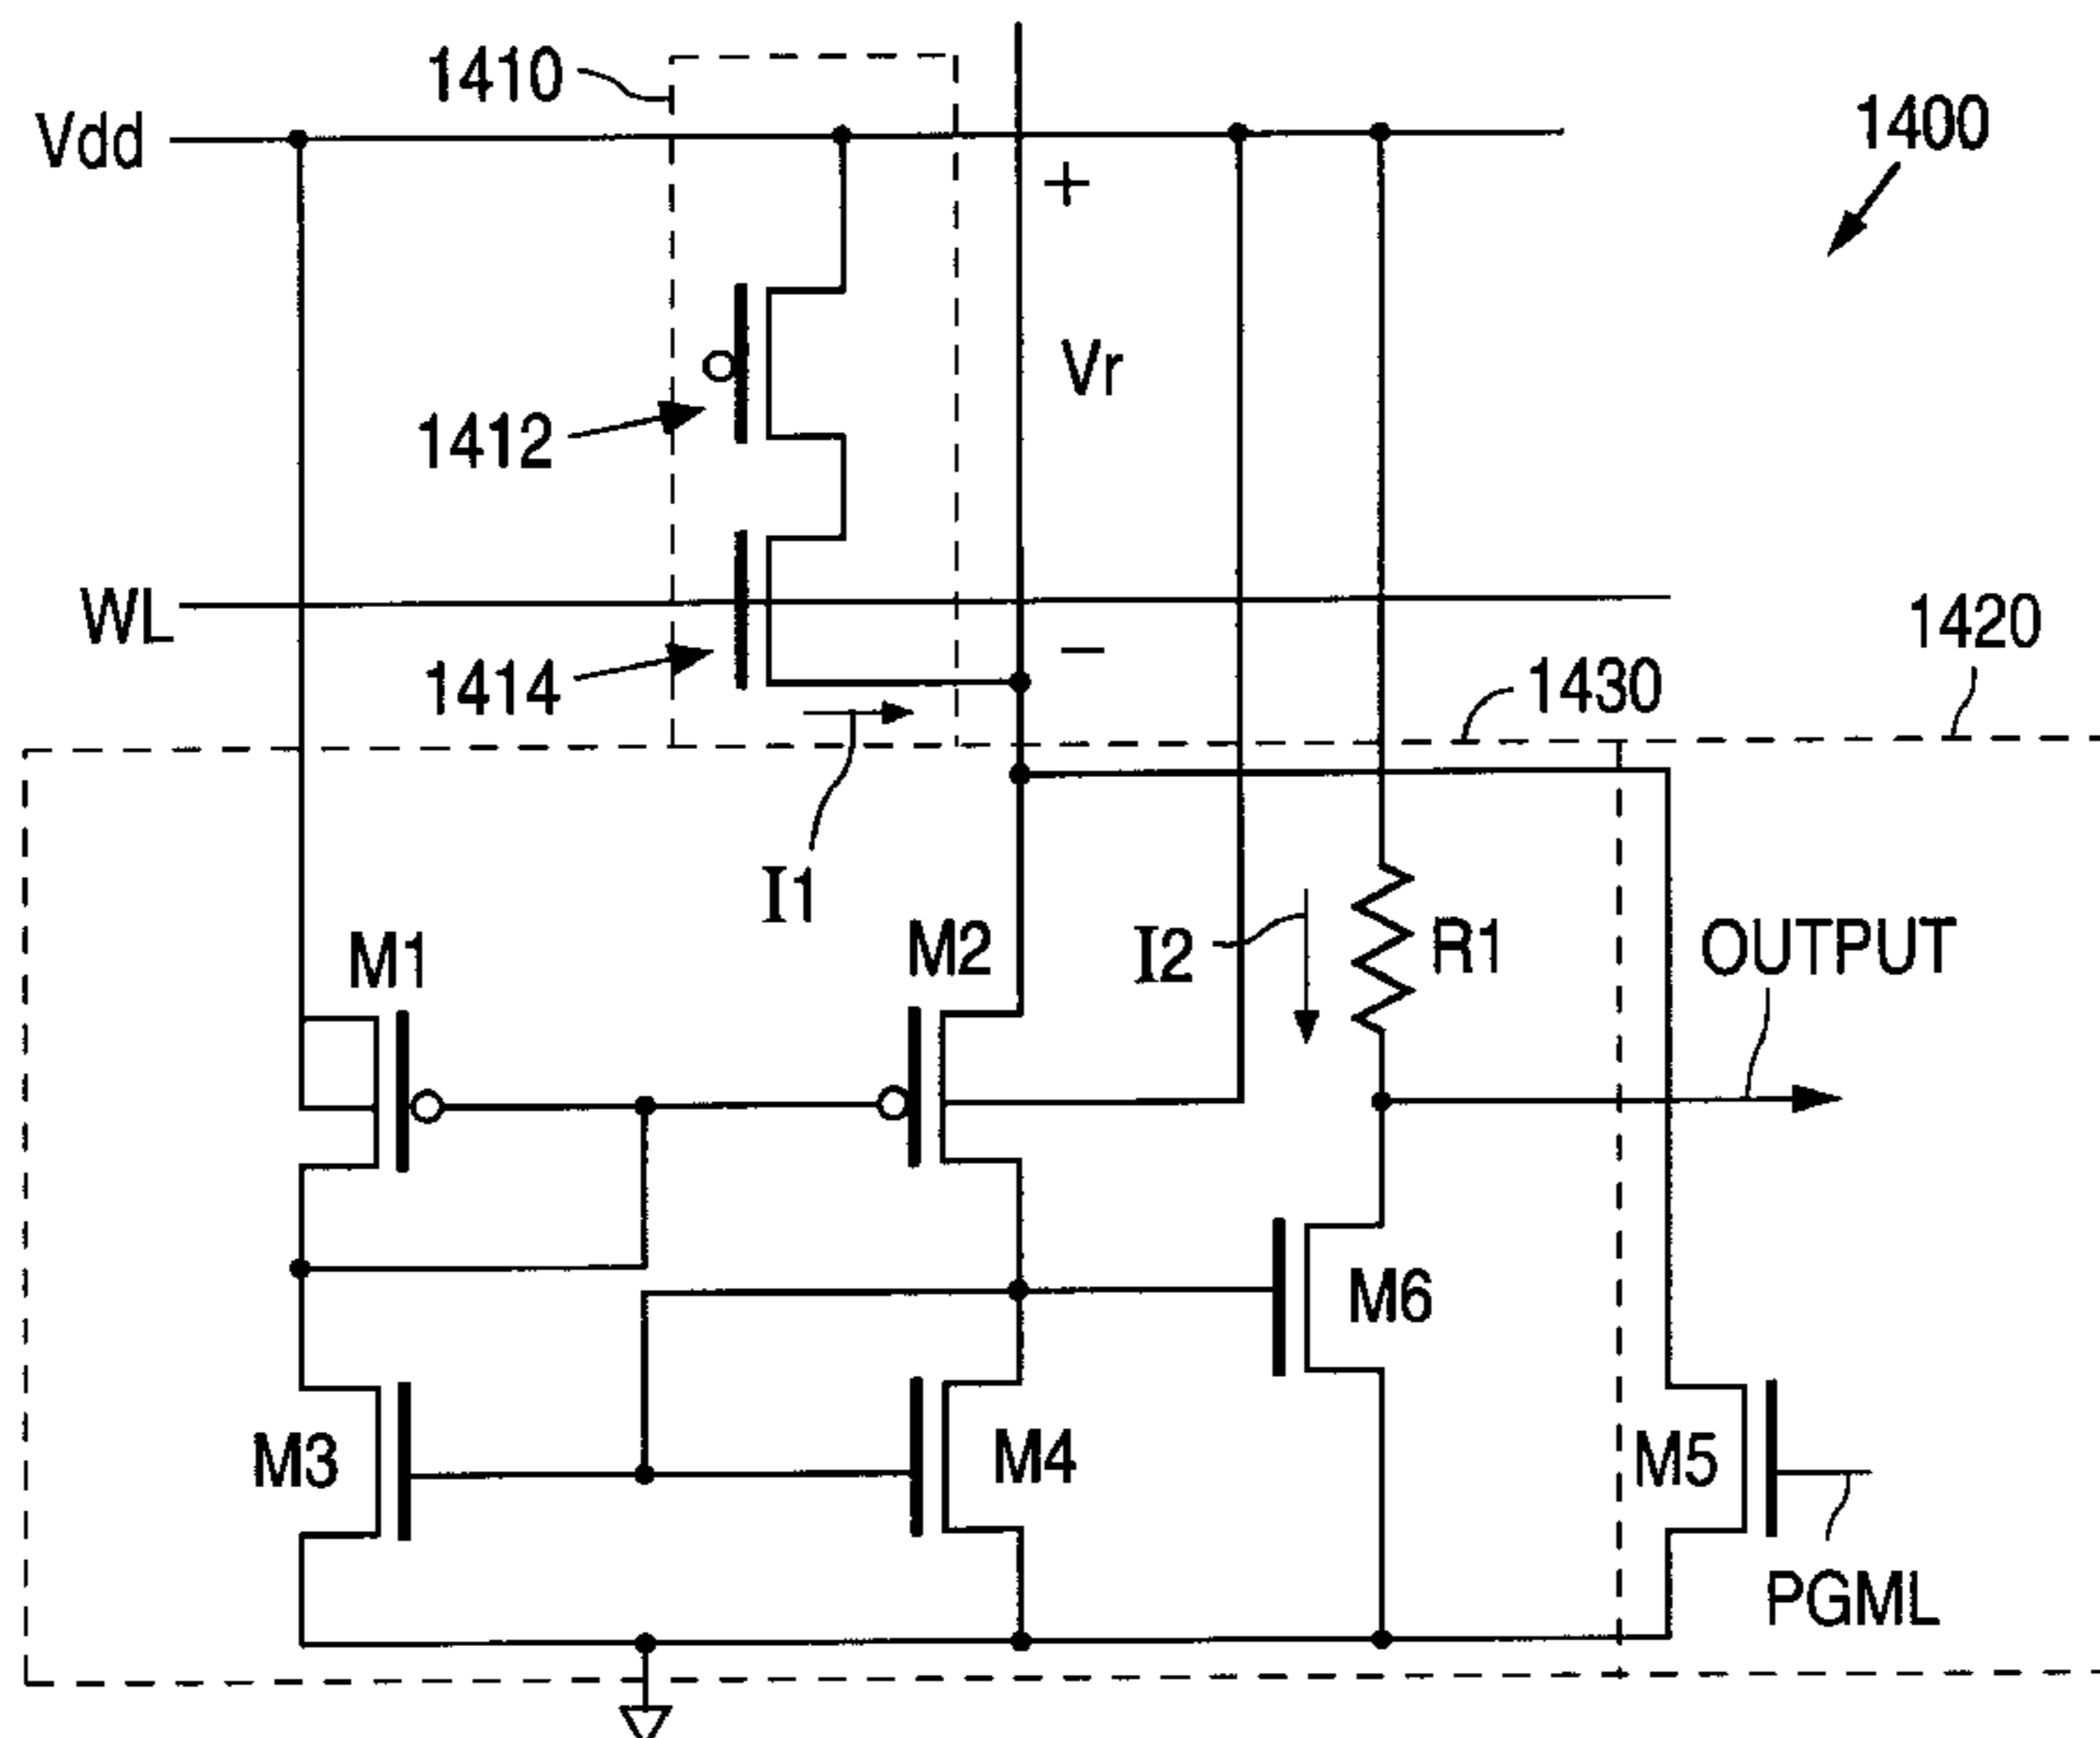 1410
Vdd
1400
+
Vr
1412
WL
1414
−
1420
1430
I1
M1
M2
I2
R1
OUTPUT
M6
M3
M4
M5
PGML